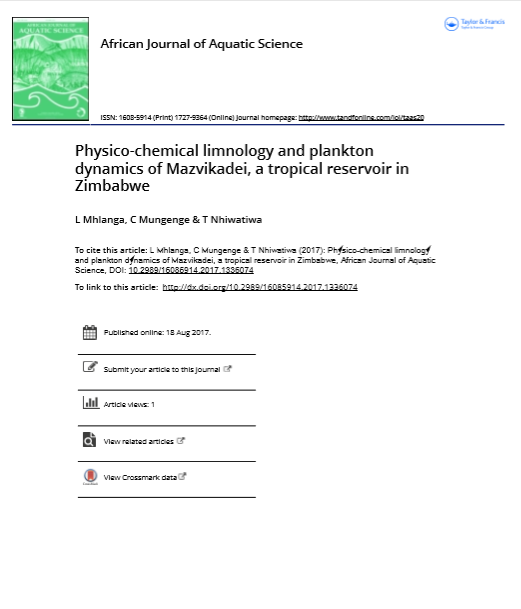 Taylor & Francis
AFRICAN JOURNAL OF
AQUATIC SCIENCE
African Journal of Aquatic Science
ISSN: 1608-5914 (Print) 1727-9364 (Online) Journal homepage: http://www.tandfonline.com/loi/taas20
Physico-chemical limnology and plankton
dynamics of Mazvikadei, a tropical reservoir in
Zimbabwe
L Mhlanga, C Mungenge & T Nhiwatiwa
To cite this article: L Mhlanga, C Mungenge & T Nhiwatiwa (2017): Physico-chemical limnology
and plankton dynamics of Mazvikadei, a tropical reservoir in Zimbabwe, African Journal of Aquatic
Science, DOI: 10.2989/16086914.2017.1336074
To link to this article: http://dx.doi.org/10.2989/16085914.2017.1336074
Published online: 18 Aug 2017.
Submit your article to this journal
Article views: 1
View related articles
View Crossmark data